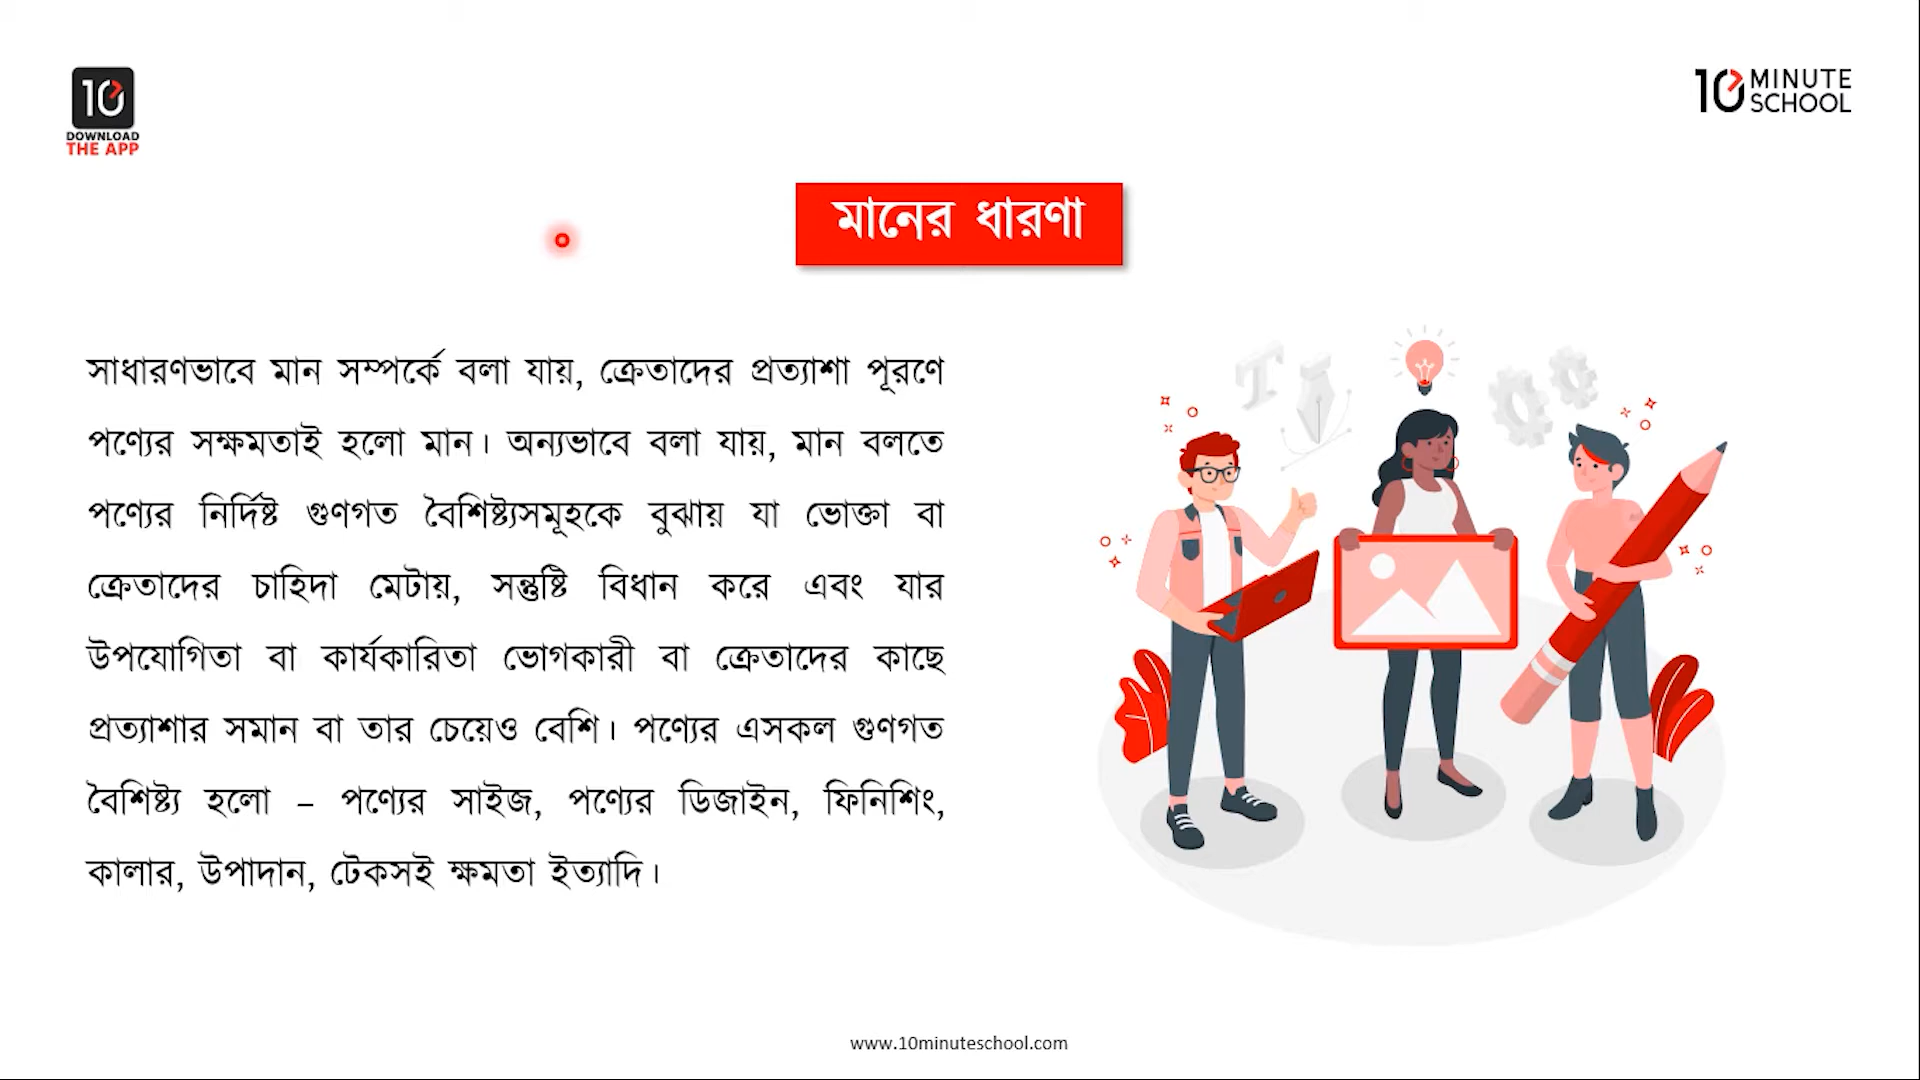 10
DOWNLOAD
THE APP
10 MINUTE
SCHOOL
মানের ধারণা
সাধারণভাবে মান সম্পর্কে বলা যায়, ক্রেতাদের প্রত্যাশা পূরণে
পণ্যের সক্ষমতাই হলো মান। অন্যভাবে বলা যায়, মান বলতে
পণ্যের নির্দিষ্ট গুণগত বৈশিষ্ট্যসমূহকে বুঝায় যা ভোক্তা বা
ক্রেতাদের চাহিদা মেটায়, সন্তুষ্টি বিধান করে এবং যার
উপযোগিতা বা কার্যকারিতা ভোগকারী বা ক্রেতাদের কাছে
প্রত্যাশার সমান বা তার চেয়েও বেশি। পণ্যের এসকল গুণগত
বৈশিষ্ট্য হলো – পণ্যের সাইজ, পণ্যের ডিজাইন, ফিনিশিং,
কালার, উপাদান, টেকসই ক্ষমতা ইত্যাদি।
T
www.10minuteschool.com